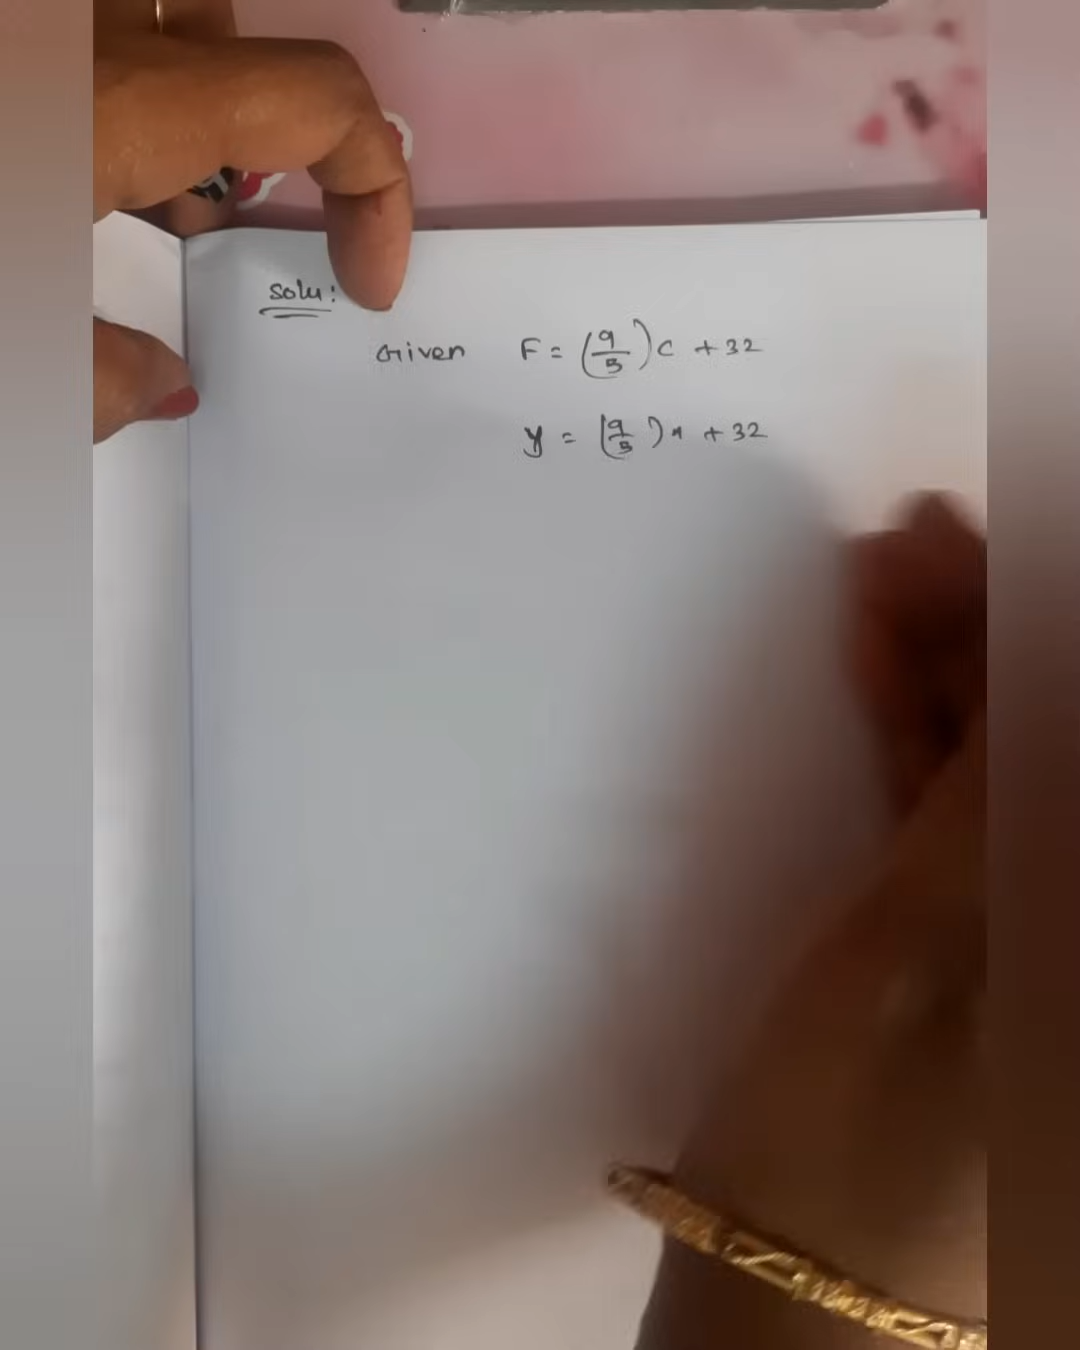 Solu:
Given F = (9/5) C + 32
y = (9/5) x + 32